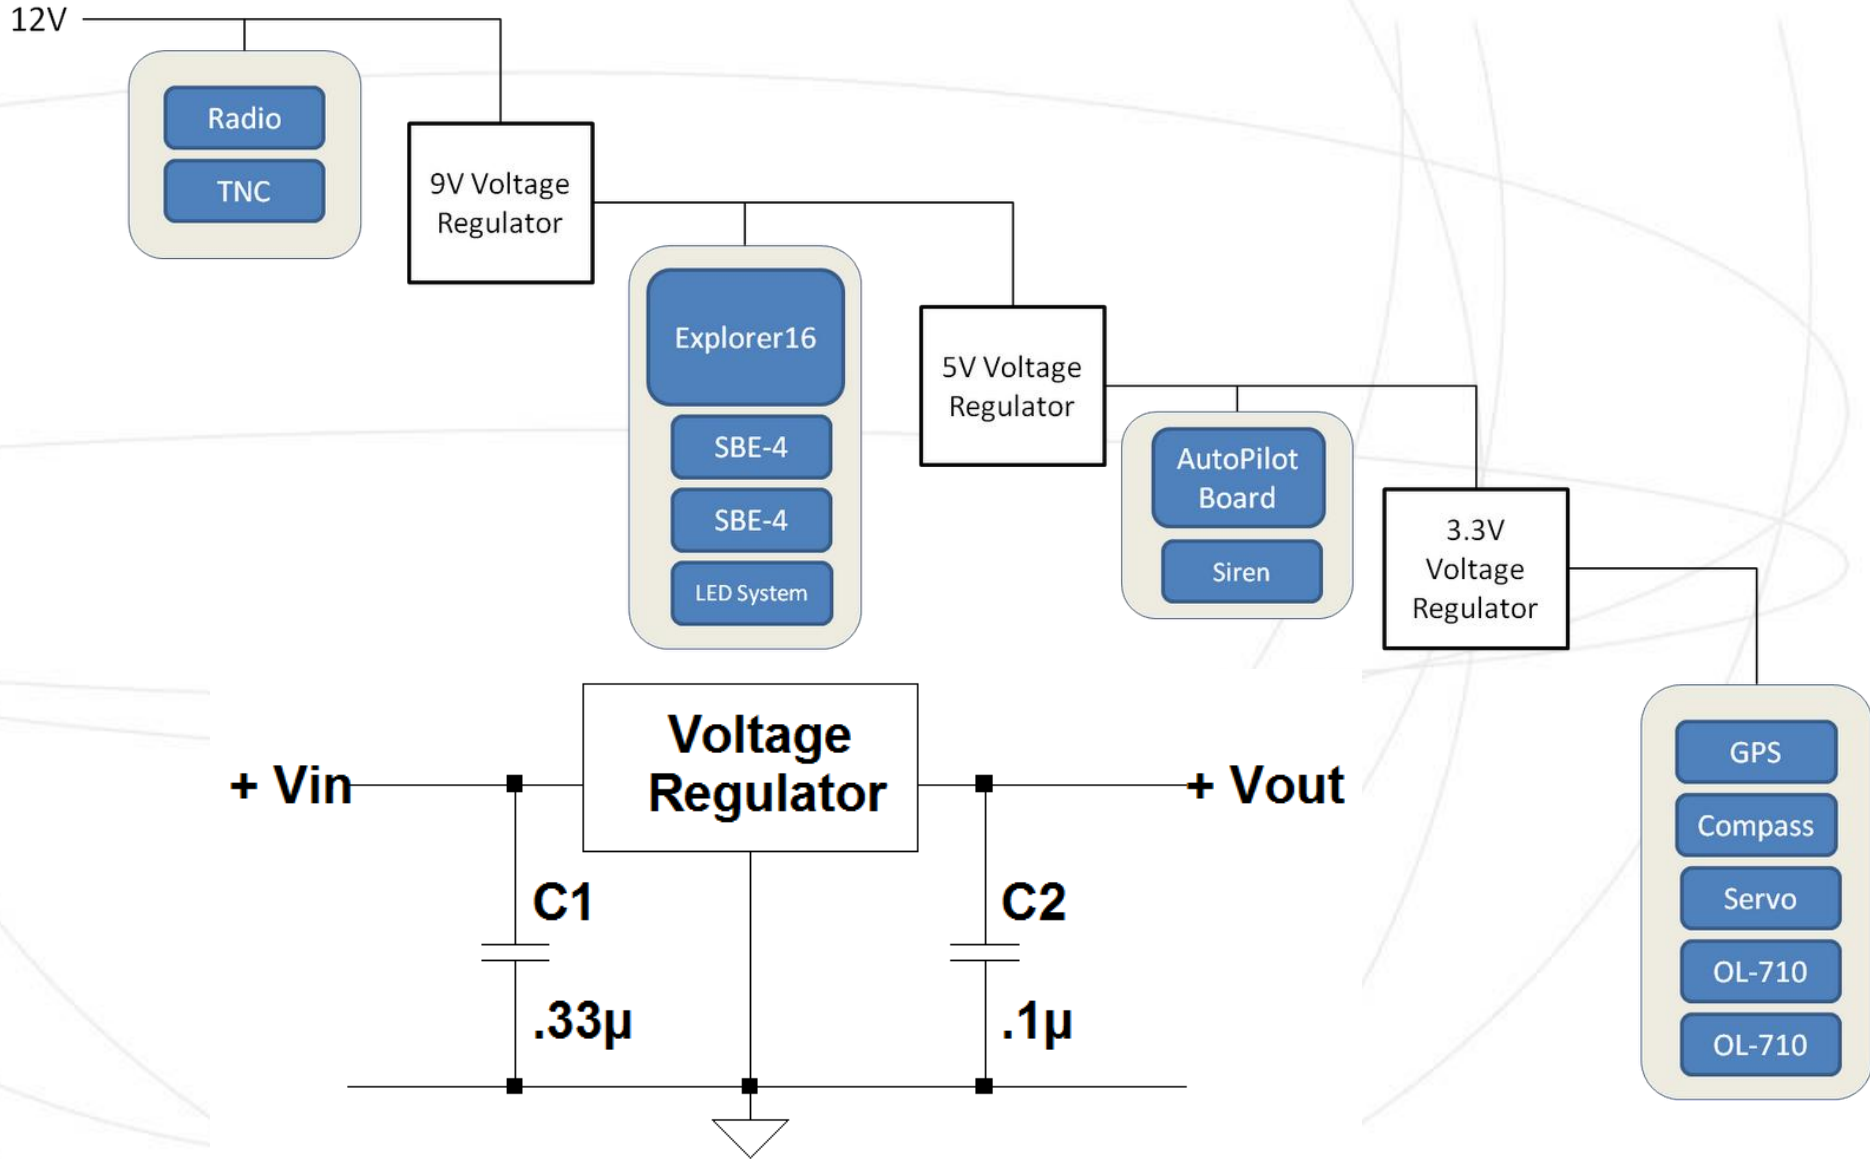 12V
Radio
TNC
9V Voltage
Regulator
Explorer16
SBE-4
SBE-4
LED System
5V Voltage
Regulator
AutoPilot
Board
Siren
3.3V
Voltage
Regulator
GPS
Compass
Servo
OL-710
OL-710
Voltage
Regulator
+ Vin
+ Vout
C1
.33µ
C2
.1µ